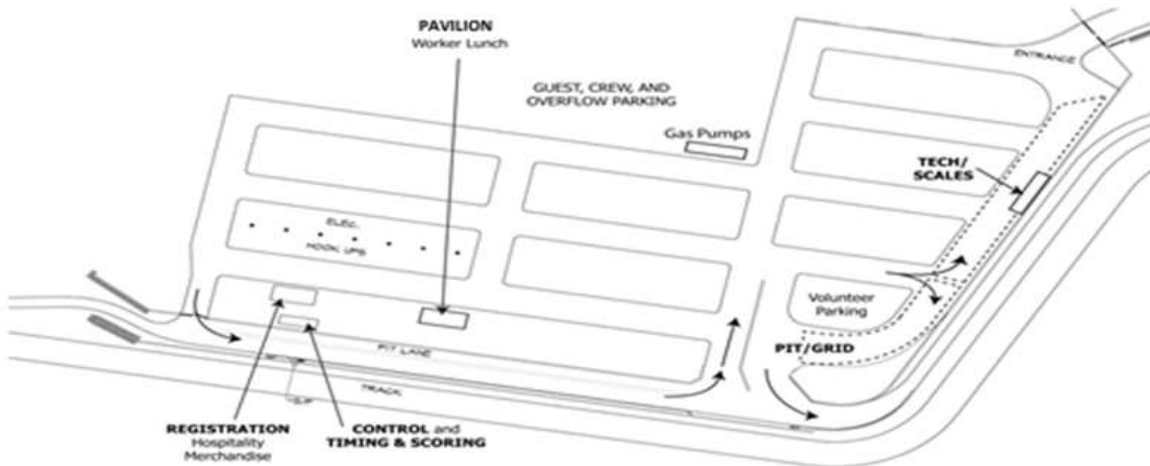 PAVILION
Worker Lunch
GUEST, CREW, AND
OVERFLOW PARKING
Gas Pumps
ENTRANCE
TECH/
SCALES
ELEC.
HOOK UPS
Volunteer
Parking
PIT/GRID
PIT LANE
TRACK
REGISTRATION
Hospitality
Merchandise
CONTROL and
TIMING & SCORING